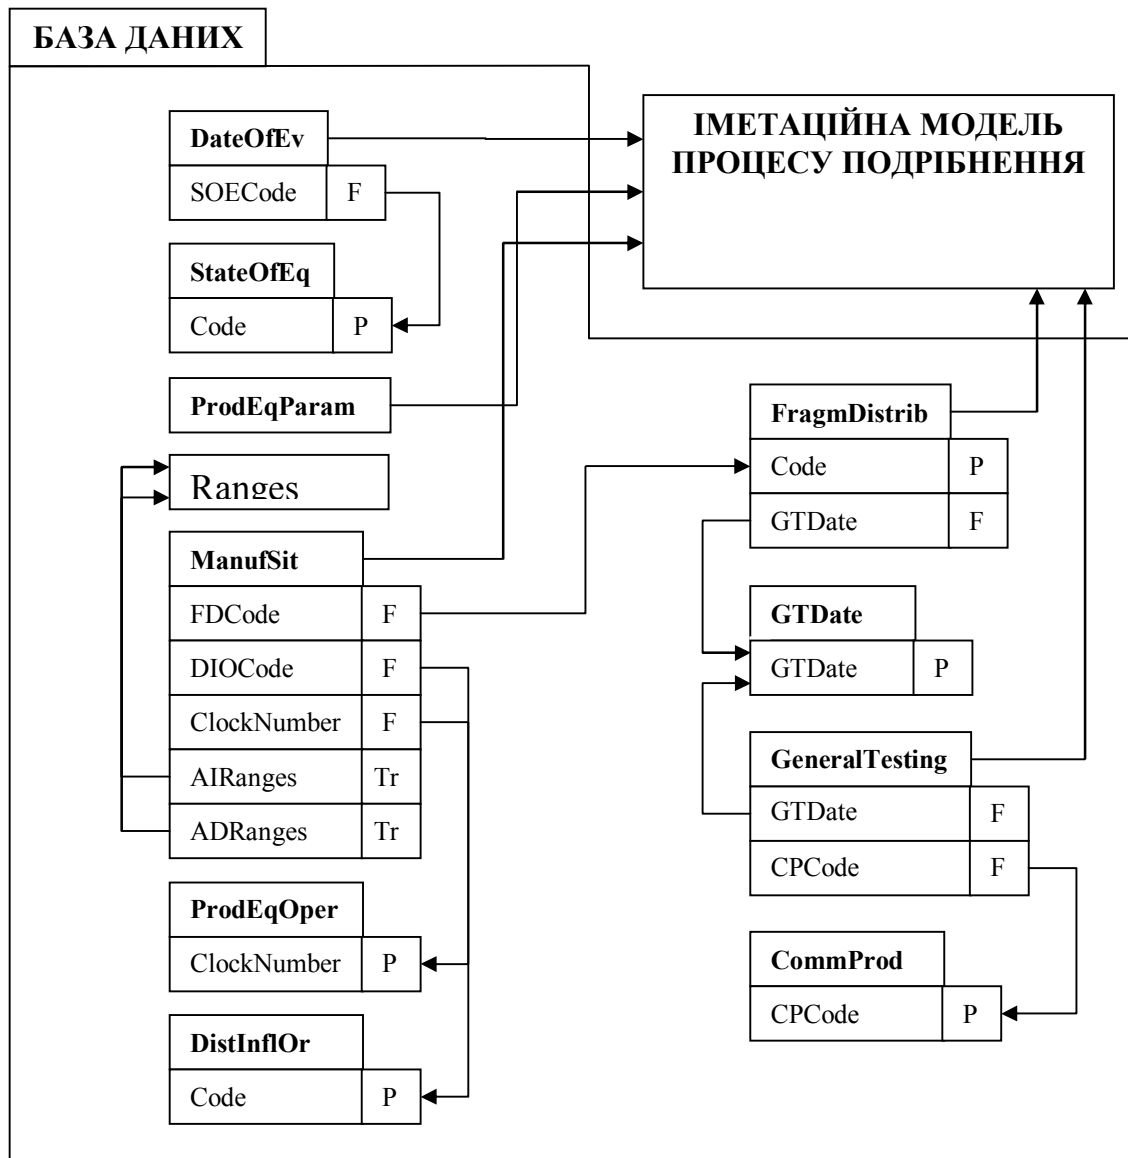 БАЗА ДАНИХ
ІМЕТАЦІЙНА МОДЕЛЬ
ПРОЦЕСУ ПОДРІБНЕННЯ
DateOfEv
SOECode F
StateOfEq
Code P
ProdEqParam
Ranges
ManufSit
FDCode F
DIOCode F
ClockNumber F
AIRanges Tr
ADRanges Tr
ProdEqOper
ClockNumber P
DistInflOr
Code P
FragmDistrib
Code P
GTDate F
GTDate
GTDate P
GeneralTesting
GTDate F
CPCode F
CommProd
CPCode P